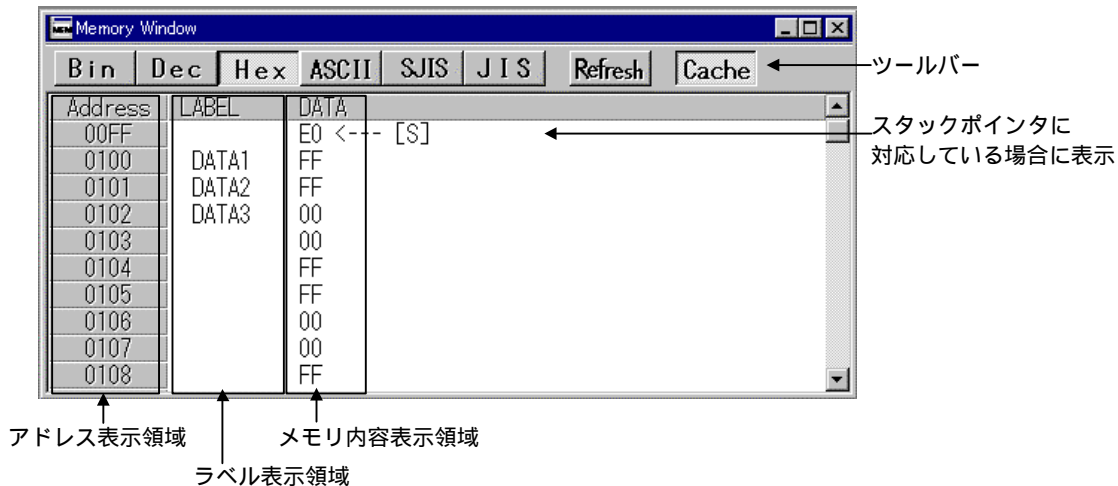 Memory Window
Bin Dec Hex ASCII SJIS JIS Refresh Cache
ツールバー
Address LABEL DATA
00FF E0 <--- [S]
スタックポインタに
対応している場合に表示
0100 DATA1 FF
0101 DATA2 FF
0102 DATA3 00
0103 00
0104 FF
0105 FF
0106 00
0107 00
0108 FF
アドレス表示領域
メモリ内容表示領域
ラベル表示領域